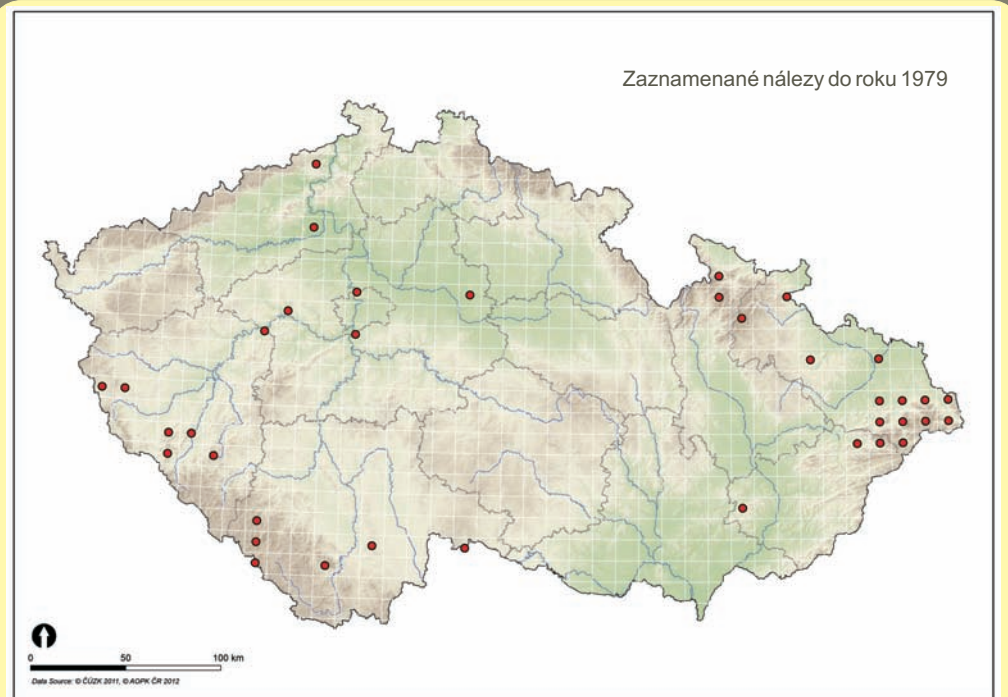 Zaznamenané nálezy do roku 1979
0 50 100 km
Data Source: © ČÚZK 2011, © AOPK ČR 2012